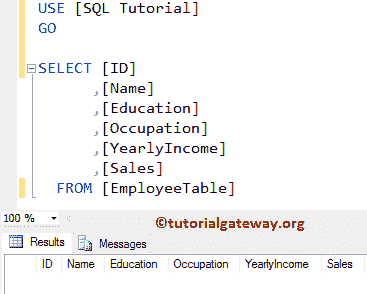 USE [SQL Tutorial]
GO
SELECT [ID]
,[Name]
,[Education]
,[Occupation]
,[YearlyIncome]
,[Sales]
FROM [EmployeeTable]
100 %
©tutorialgateway.org
Results Messages
ID Name Education Occupation YearlyIncome Sales